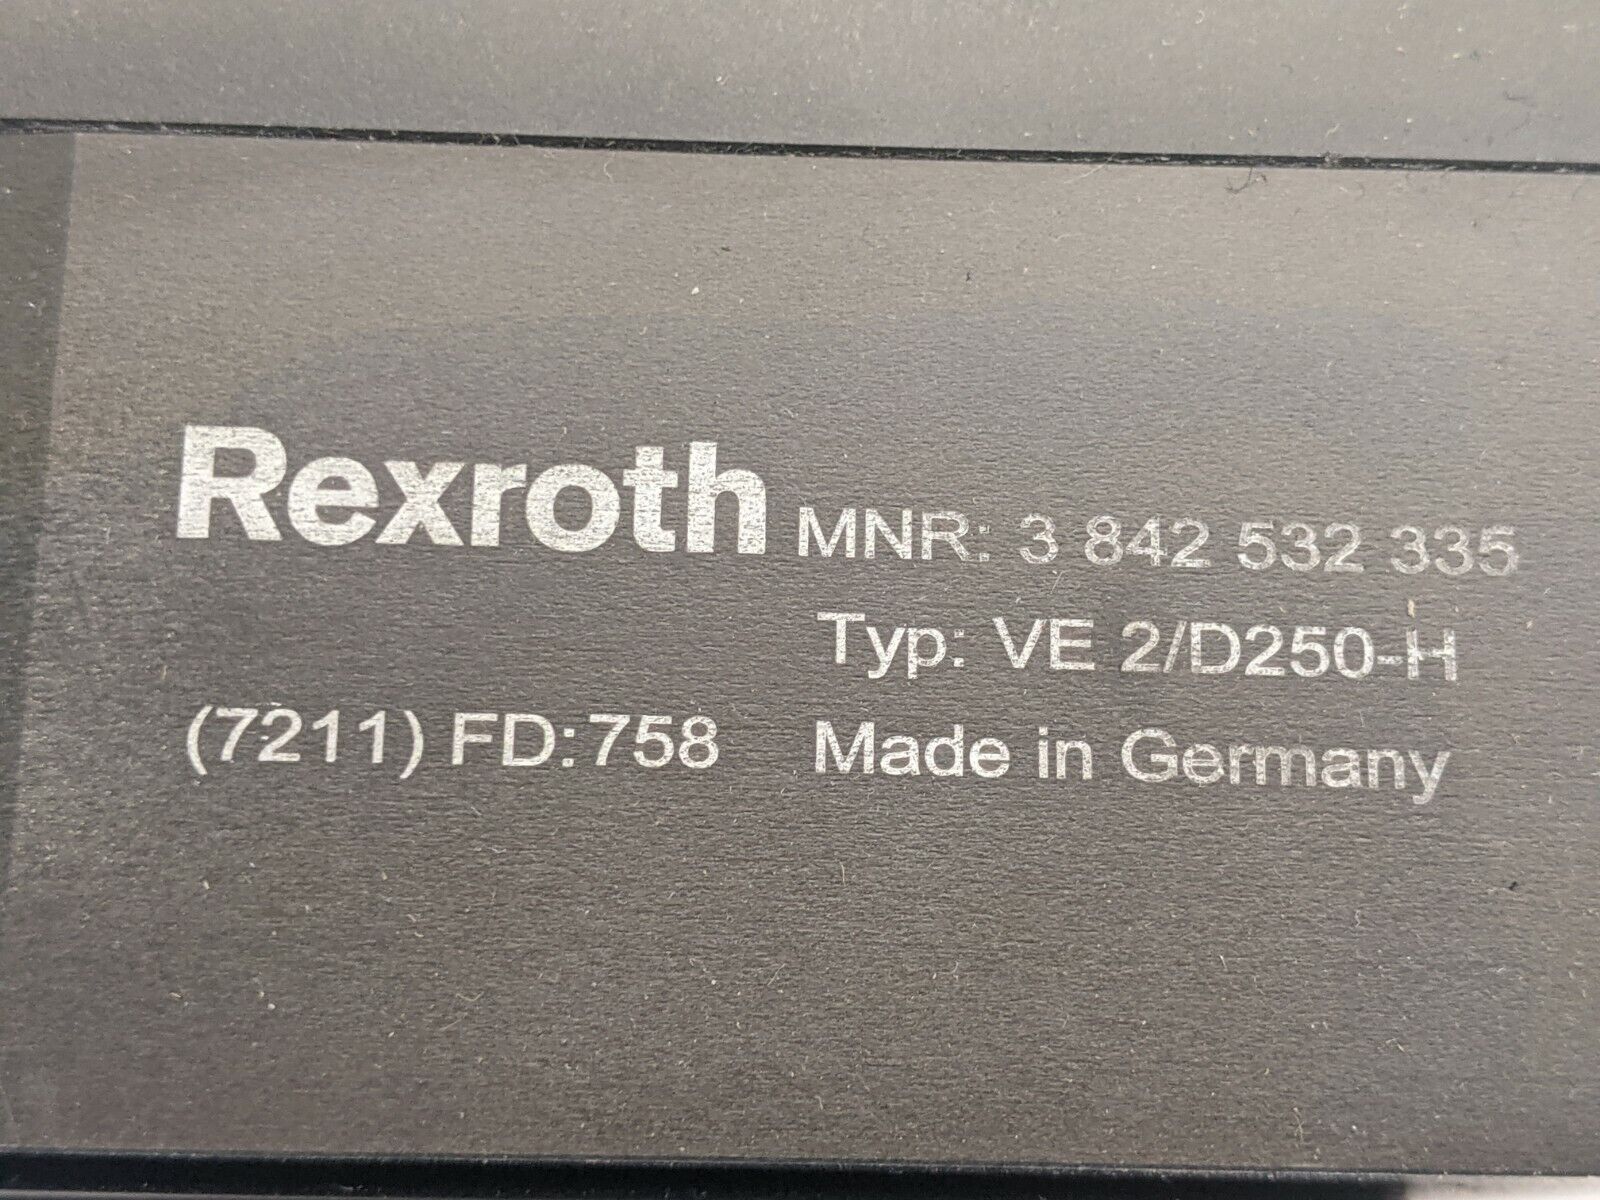 Rexroth MNR: 3 842 532 335
Typ: VE 2/D250-H
(7211) FD:758 Made in Germany